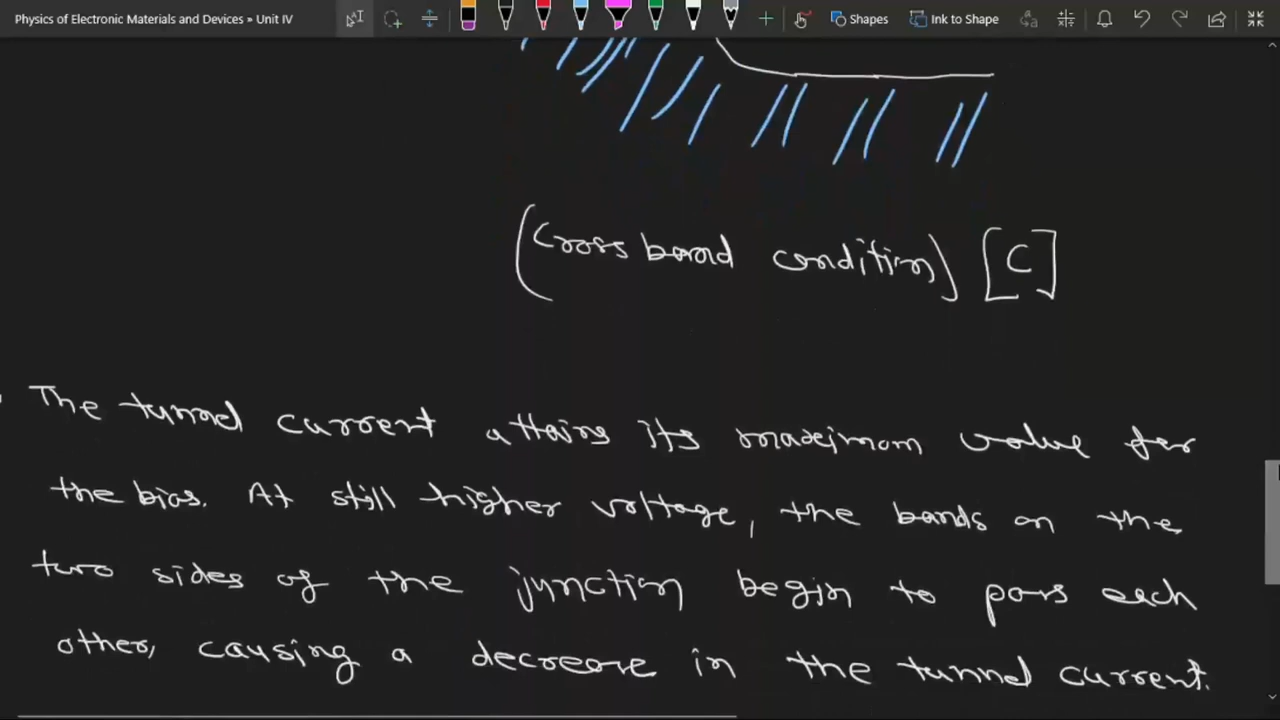 Physics of Electronic Materials and Devices » Unit IV
Shapes
Ink to Shape
(Cross band condition) [C]
The tunnel current attains its maximum value for
the bias. At still higher voltage, the bands on the
two sides of the junction begin to pass each
other, causing a decrease in the tunnel current.